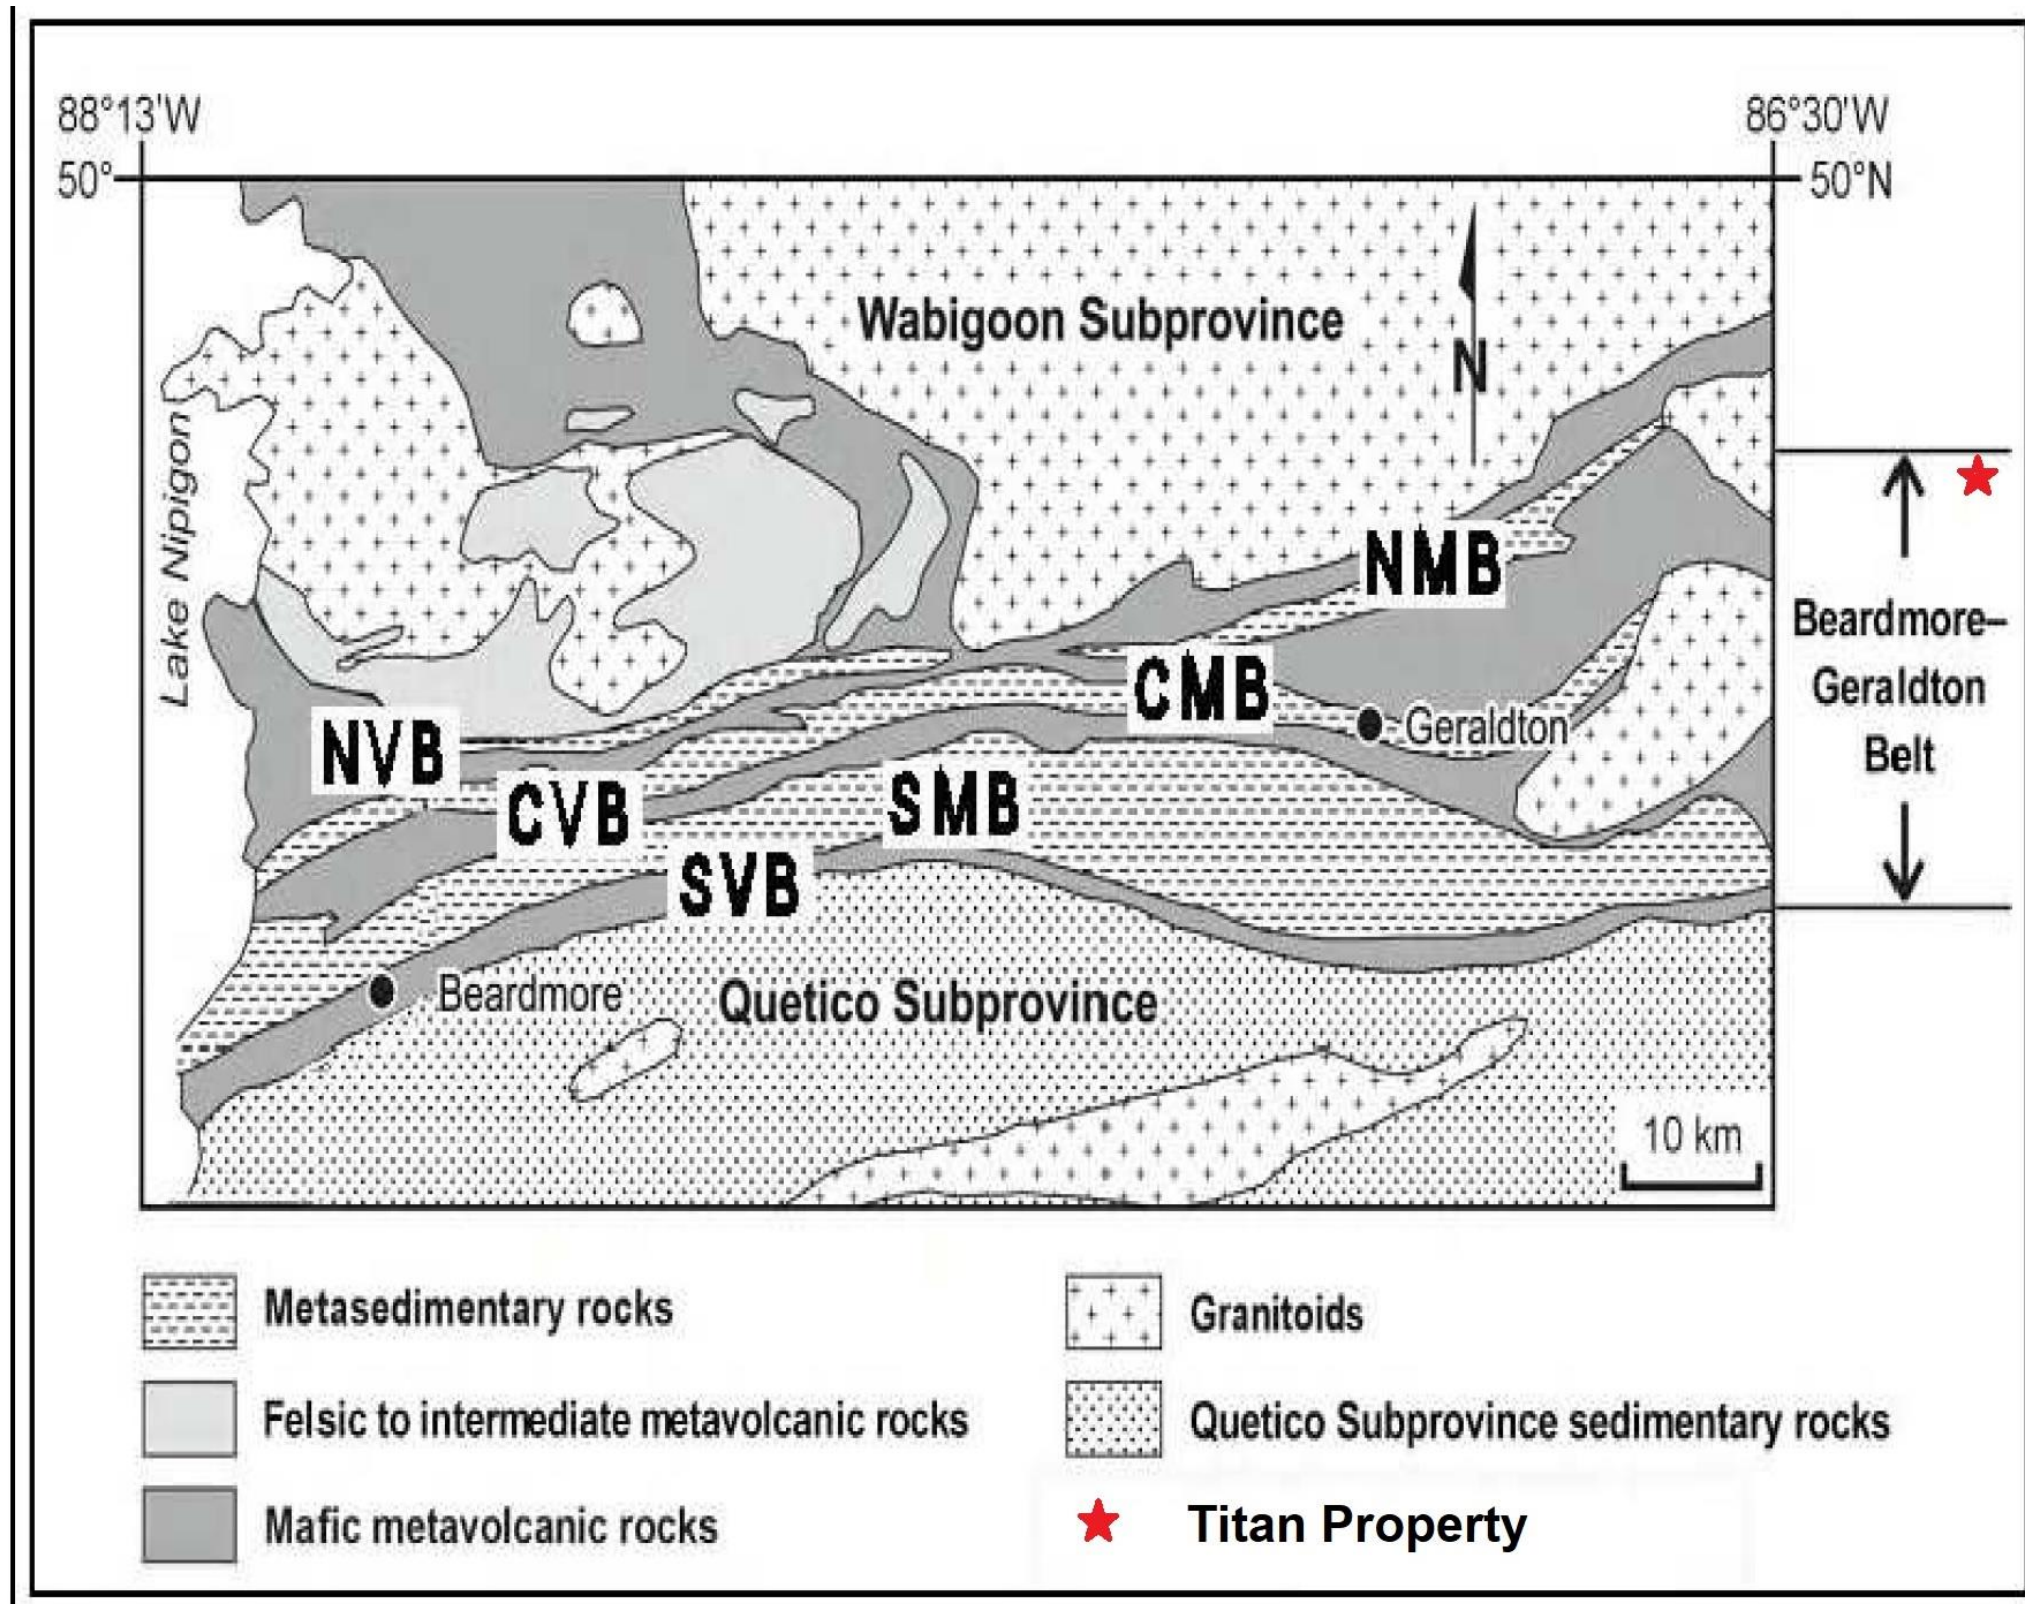 88°13'W
86°30'W
50°
50°N
Wabigoon Subprovince
N
Lake Nipigon
NMB
Beardmore–
Geraldton
Belt
CMB
Geraldton
NVB
CVB
SMB
SVB
Beardmore
Quetico Subprovince
10 km
Metasedimentary rocks
Granitoids
Felsic to intermediate metavolcanic rocks
Quetico Subprovince sedimentary rocks
Mafic metavolcanic rocks
Titan Property